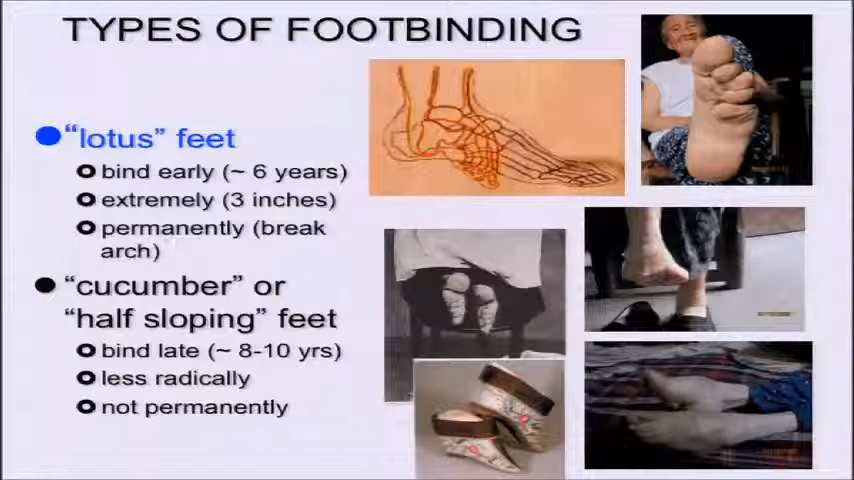 TYPES OF FOOTBINDING
“lotus” feet
bind early (~ 6 years)
extremely (3 inches)
permanently (break
arch)
“cucumber” or
“half sloping” feet
bind late (~ 8-10 yrs)
less radically
not permanently